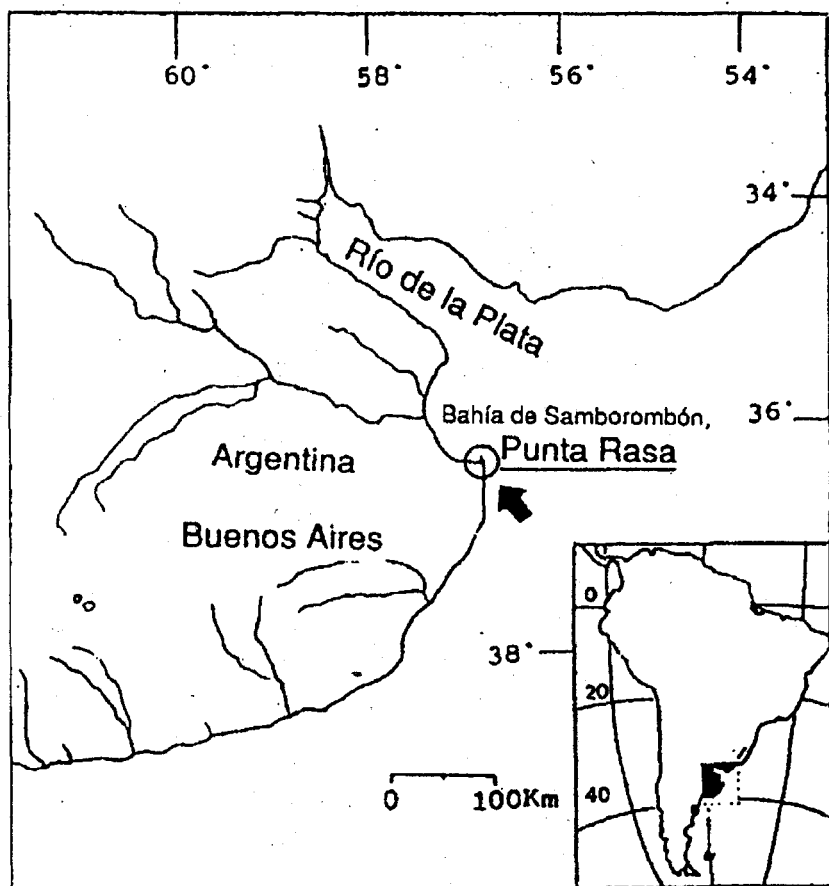 60° 58° 56° 54°
34°
Río de la Plata
Bahía de Samborombón, 36°
Punta Rasa
Argentina
Buenos Aires
38°
0 100Km
0
20
40